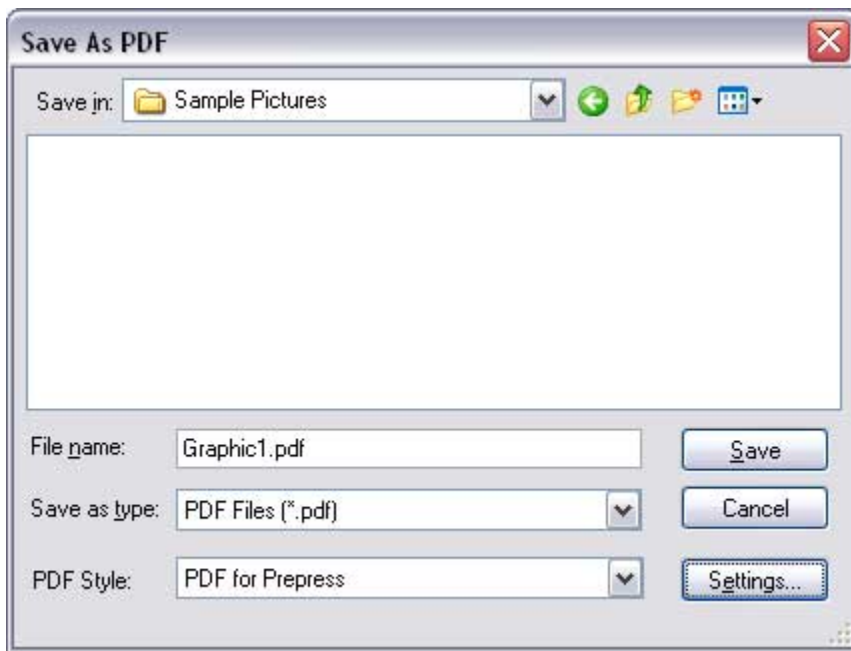 Save As PDF
Save in: Sample Pictures
File name: Graphic1.pdf Save
Save as type: PDF Files (*.pdf) Cancel
PDF Style: PDF for Prepress Settings...